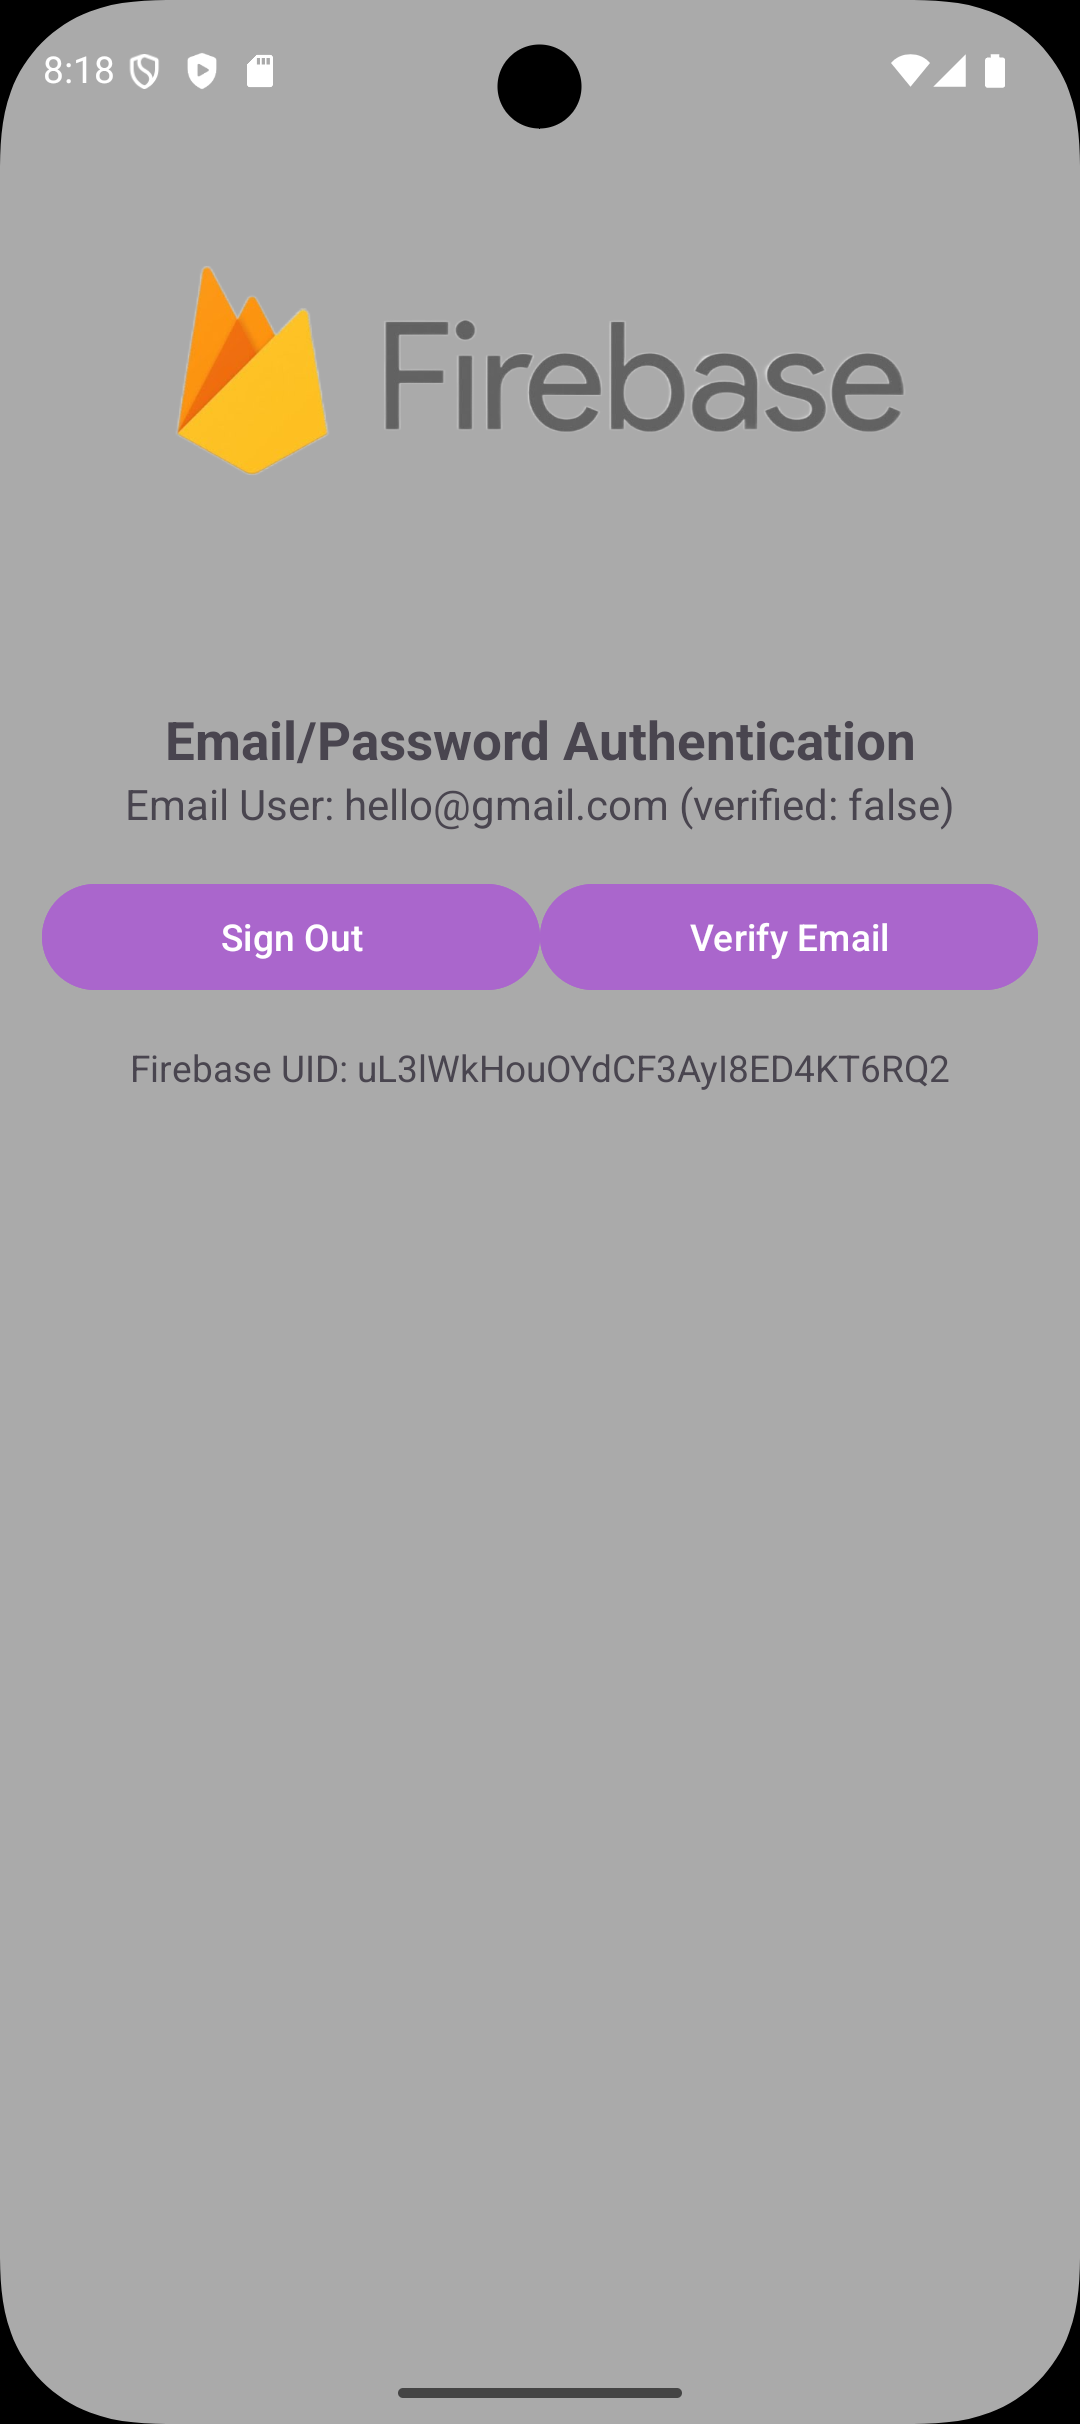 8:18
Firebase
Email/Password Authentication
Email User: hello@gmail.com (verified: false)
Sign Out
Verify Email
Firebase UID: uL3lWkHouOYdCF3AyI8ED4KT6RQ2